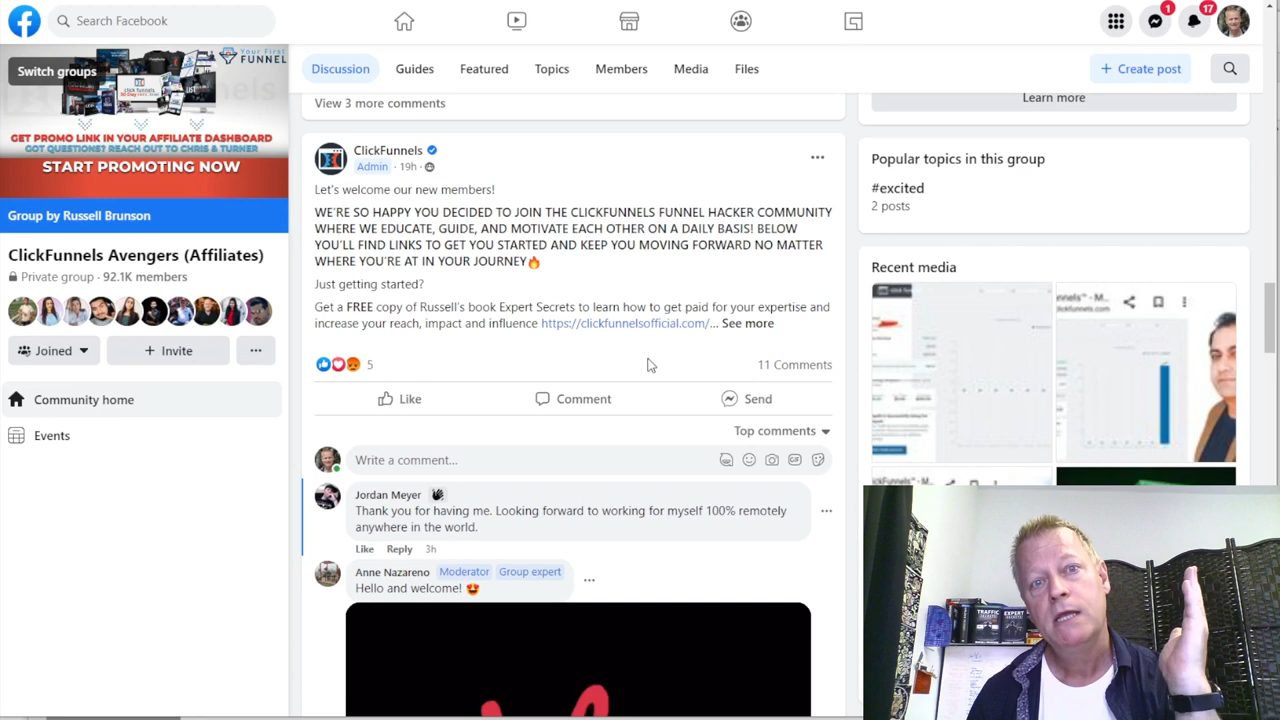 Search Facebook
1
17
Your First
FUNNEL
Switch groups
click funnels
GET PROMO LINK IN YOUR AFFILIATE DASHBOARD
GOT QUESTIONS? REACH OUT TO CHRIS & TURNER
START PROMOTING NOW
Group by Russell Brunson
ClickFunnels Avengers (Affiliates)
Private group · 92.1K members
Joined
+ Invite
Community home
Events
Discussion
Guides
Featured
Topics
Members
Media
Files
+ Create post
View 3 more comments
ClickFunnels
Admin · 19h ·
Let's welcome our new members!
WE'RE SO HAPPY YOU DECIDED TO JOIN THE CLICKFUNNELS FUNNEL HACKER COMMUNITY
WHERE WE EDUCATE, GUIDE, AND MOTIVATE EACH OTHER ON A DAILY BASIS! BELOW
YOU'LL FIND LINKS TO GET YOU STARTED AND KEEP YOU MOVING FORWARD NO MATTER
WHERE YOU'RE AT IN YOUR JOURNEY🔥
Just getting started?
Get a FREE copy of Russell's book Expert Secrets to learn how to get paid for your expertise and
increase your reach, impact and influence https://clickfunnelsofficial.com/... See more
5
11 Comments
Like
Comment
Send
Top comments
Write a comment...
GIF
Jordan Meyer
Thank you for having me. Looking forward to working for myself 100% remotely
anywhere in the world.
Like Reply 3h
Anne Nazareno Moderator Group expert
Hello and welcome! 😍
Learn more
Popular topics in this group
#excited
2 posts
Recent media
TRAFFIC
EXPERT